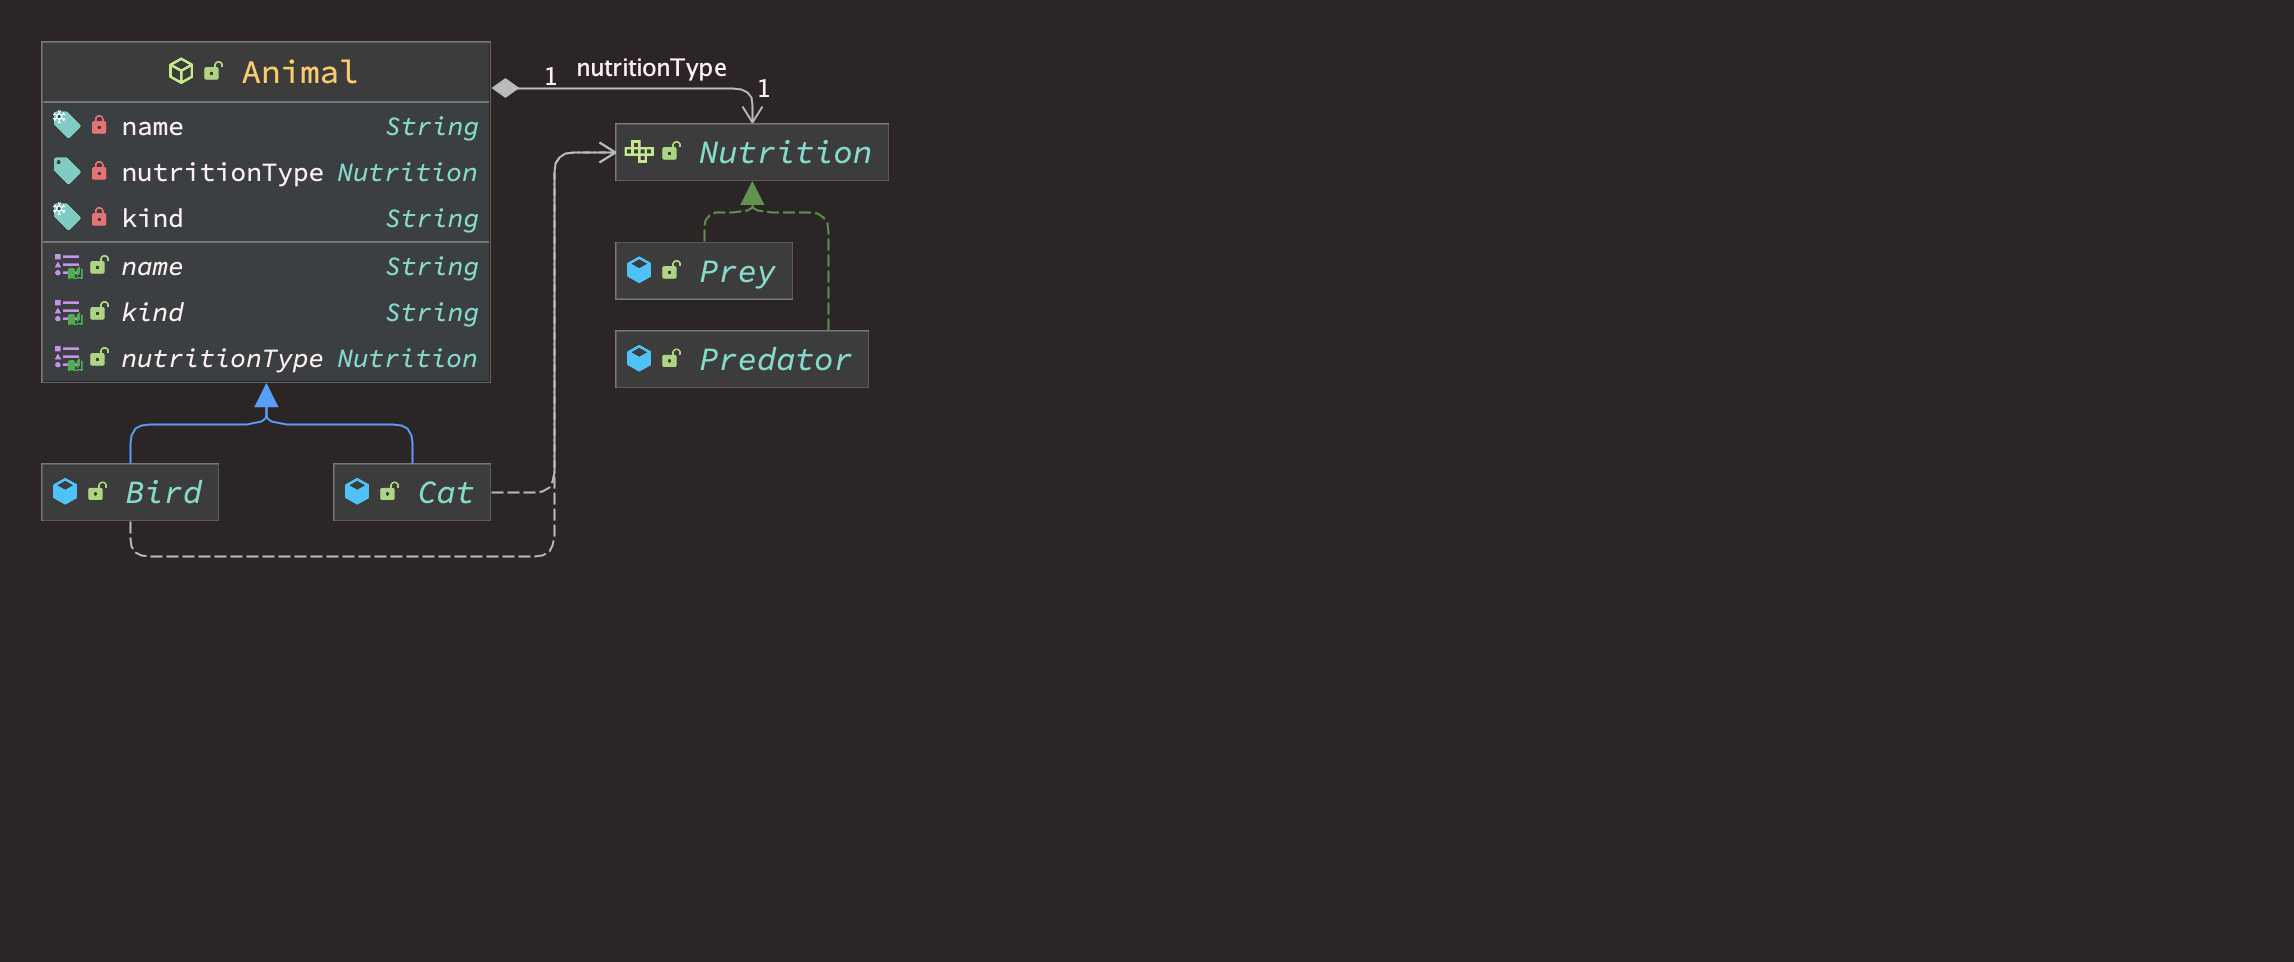 Animal
name String
nutritionType Nutrition
kind String
name String
kind String
nutritionType Nutrition
1 nutritionType 1
Nutrition
Prey
Predator
Bird
Cat